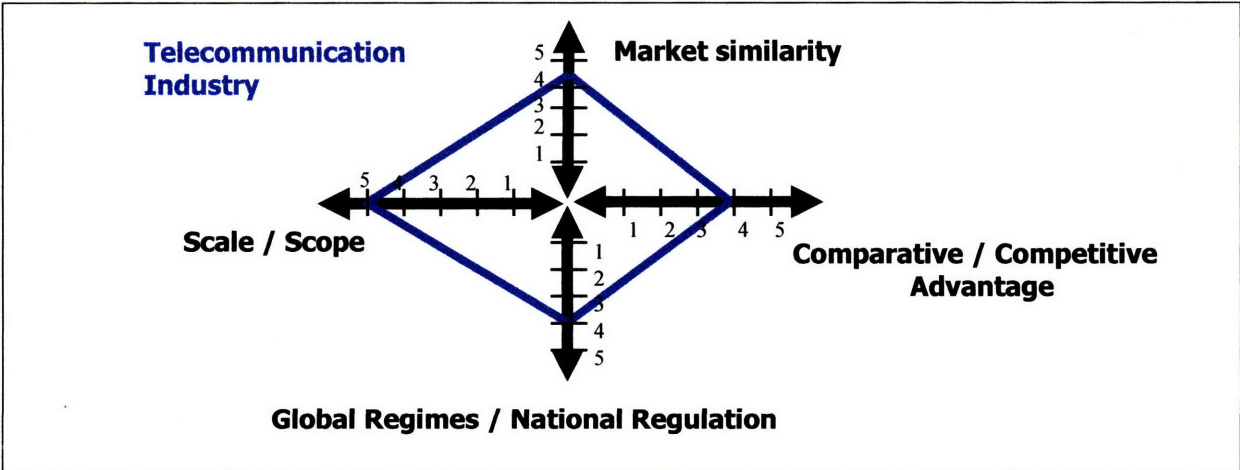 Telecommunication
Industry
Market similarity
5
4
3
2
1
5 4 3 2 1
1 2 3 4 5
Scale / Scope
Comparative / Competitive
Advantage
1
2
3
4
5
Global Regimes / National Regulation